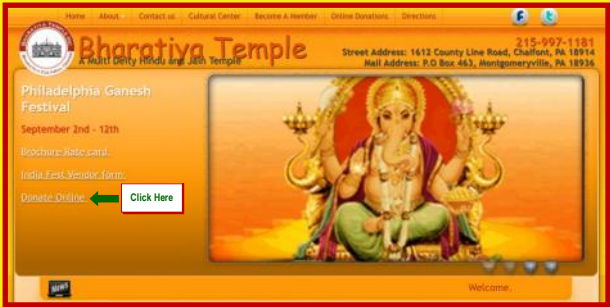 Home About Contact us Cultural Center Become A Member Online Donations Directions
Bharatiya Temple
A Multi Deity Hindu and Jain Temple
215-997-1181
Street Address: 1612 County Line Road, Chalfont, PA 18914
Mail Address: P.O Box 463, Montgomeryville, PA 18936
Philadelphia Ganesh
Festival
September 2nd - 12th
Brochure Rate card:
India Fest Vendor form:
Donate Online
Click Here
NEWS
Welcome.